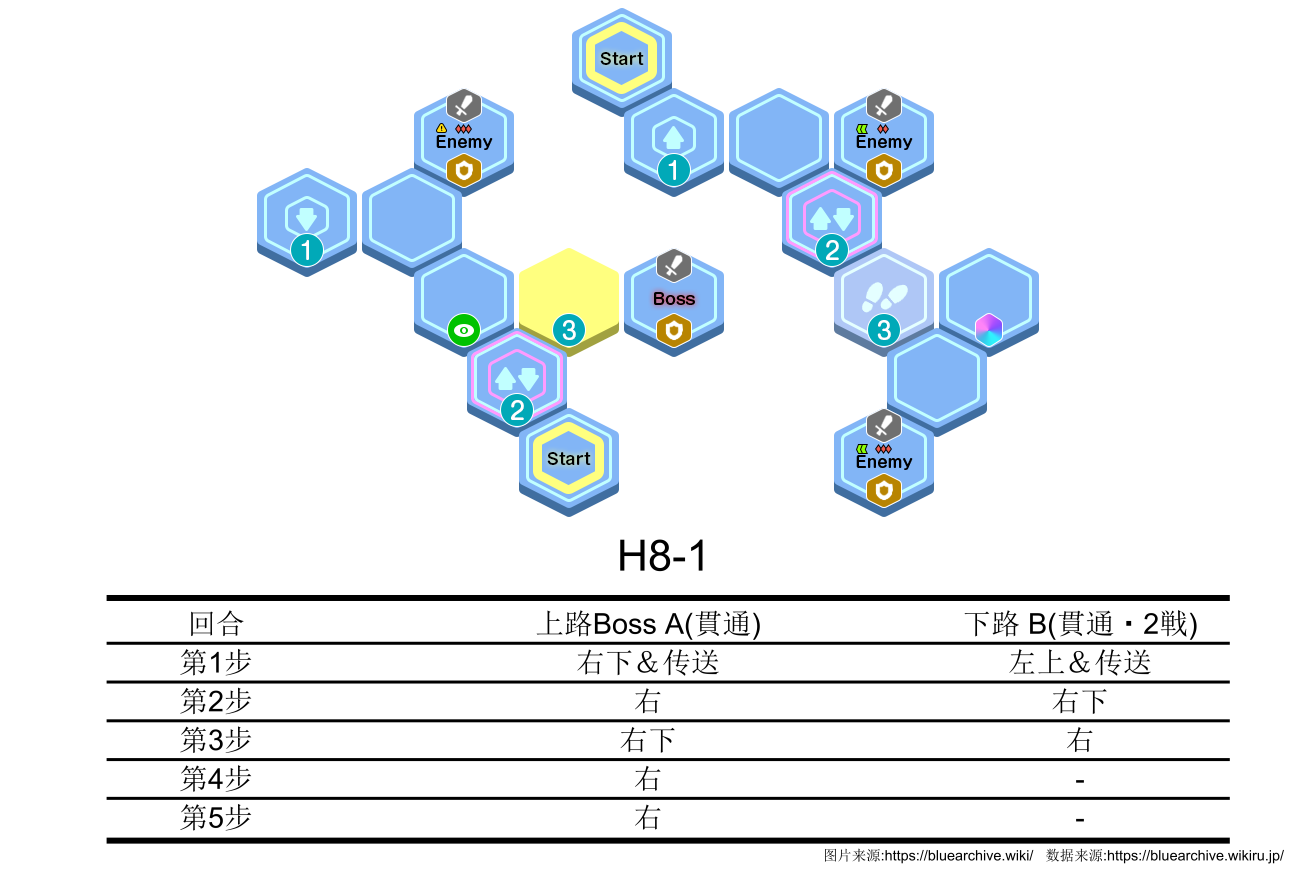 Start
Enemy
Enemy
1
1
2
Boss
3
3
2
Start
Enemy
H8-1
回合 上路Boss A(貫通) 下路 B(貫通・2戦)
第1步 右下&传送 左上&传送
第2步 右 右下
第3步 右下 右
第4步 右 -
第5步 右 -
图片来源:https://bluearchive.wiki/ 数据来源:https://bluearchive.wikiru.jp/